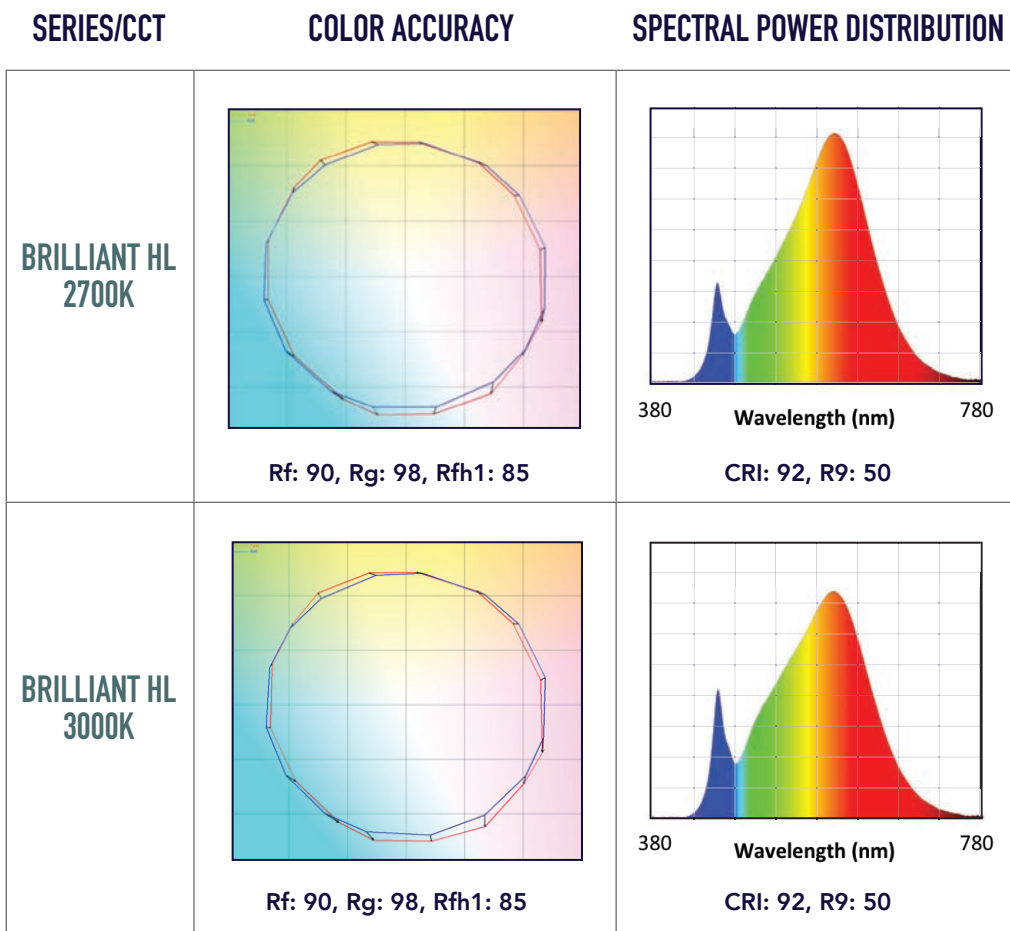 SERIES/CCT
COLOR ACCURACY
SPECTRAL POWER DISTRIBUTION
BRILLIANT HL
2700K
380
Wavelength (nm)
780
Rf: 90, Rg: 98, Rfh1: 85
CRI: 92, R9: 50
BRILLIANT HL
3000K
380
Wavelength (nm)
780
Rf: 90, Rg: 98, Rfh1: 85
CRI: 92, R9: 50